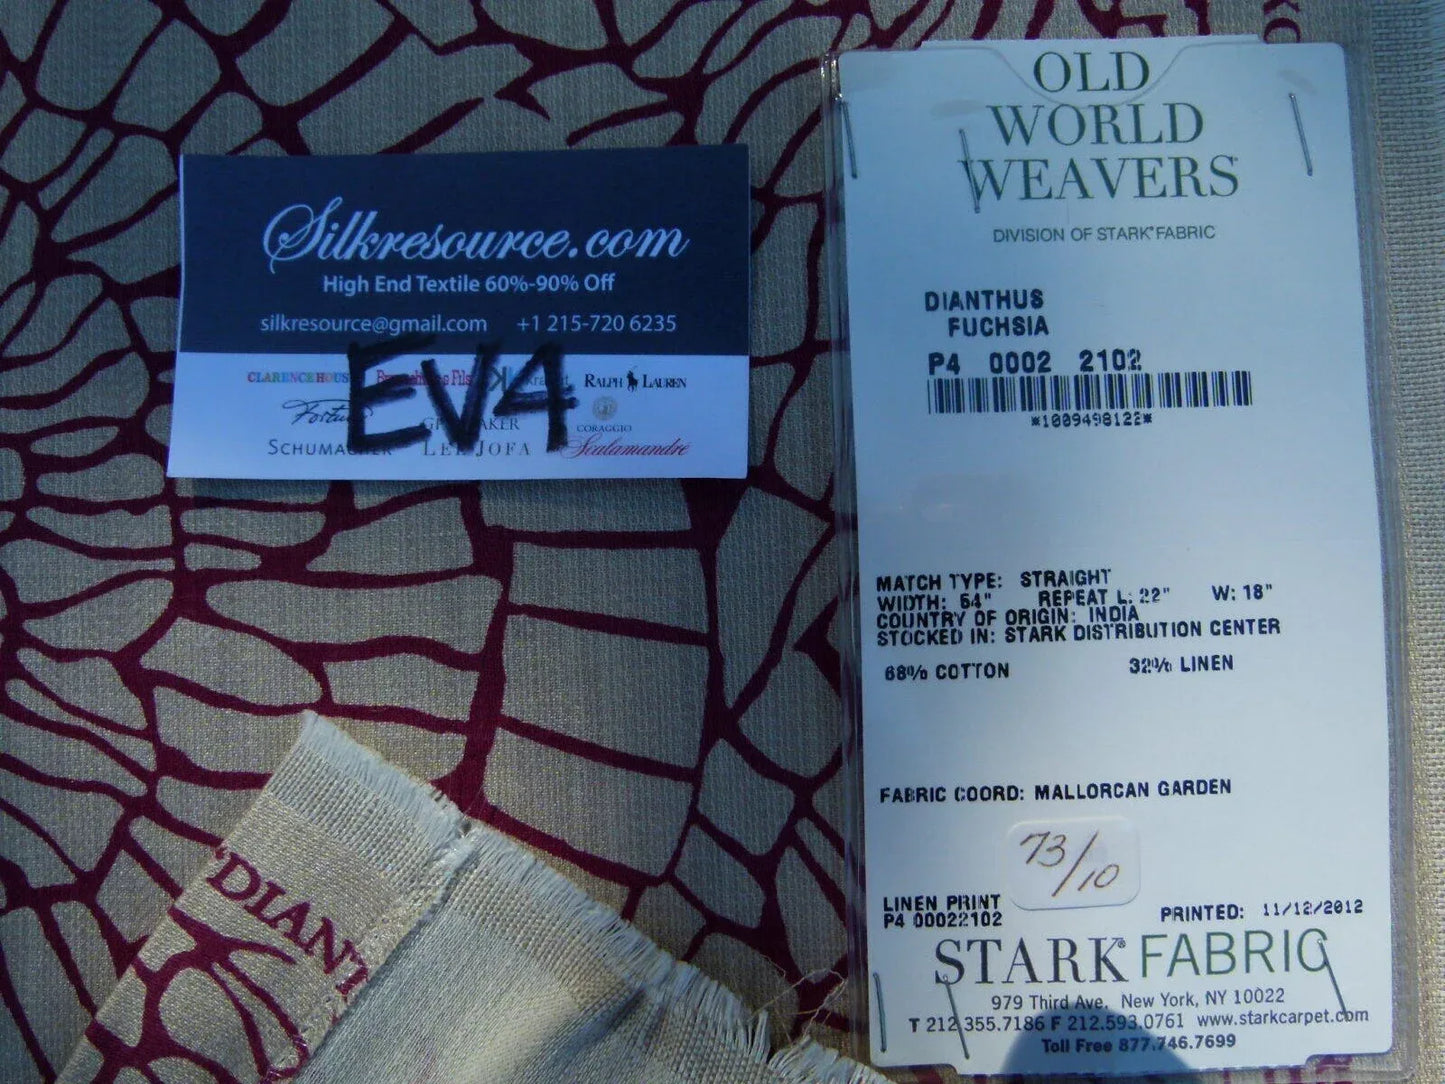 Silkresource.com
High End Textile 60%-90% Off
silkresource@gmail.com +1 215-720 6235
EV4
RALPH LAUREN
CORAGGIO
LEE JOFA
Scalamandré
"DIANT
OLD
WORLD
WEAVERS
DIVISION OF STARK® FABRIC
DIANTHUS
FUCHSIA
P4 0002 2102
*1009490122*
MATCH TYPE: STRAIGHT
WIDTH: 54" REPEAT L: 22" W: 18"
COUNTRY OF ORIGIN: INDIA
STOCKED IN: STARK DISTRIBUTION CENTER
68% COTTON 32% LINEN
FABRIC COORD: MALLORCAN GARDEN
73/10
LINEN PRINT
P4 00022102
PRINTED: 11/12/2012
STARK® FABRIC
979 Third Ave. New York, NY 10022
T 212.355.7186 F 212.593.0761 www.starkcarpet.com
Toll Free 877.746.7699